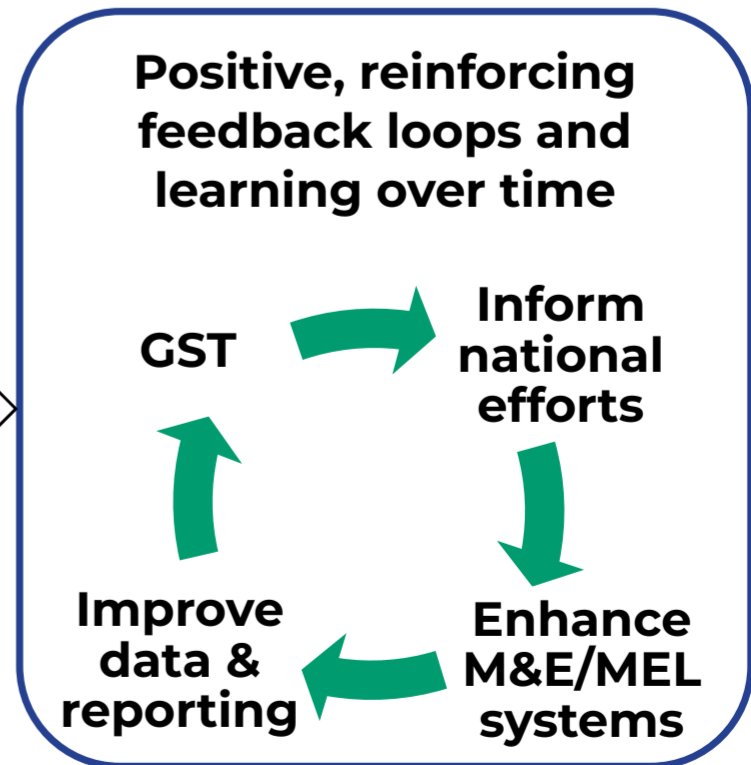 Positive, reinforcing
feedback loops and
learning over time
GST
Inform
national
efforts
Improve
data &
reporting
Enhance
M&E/MEL
systems